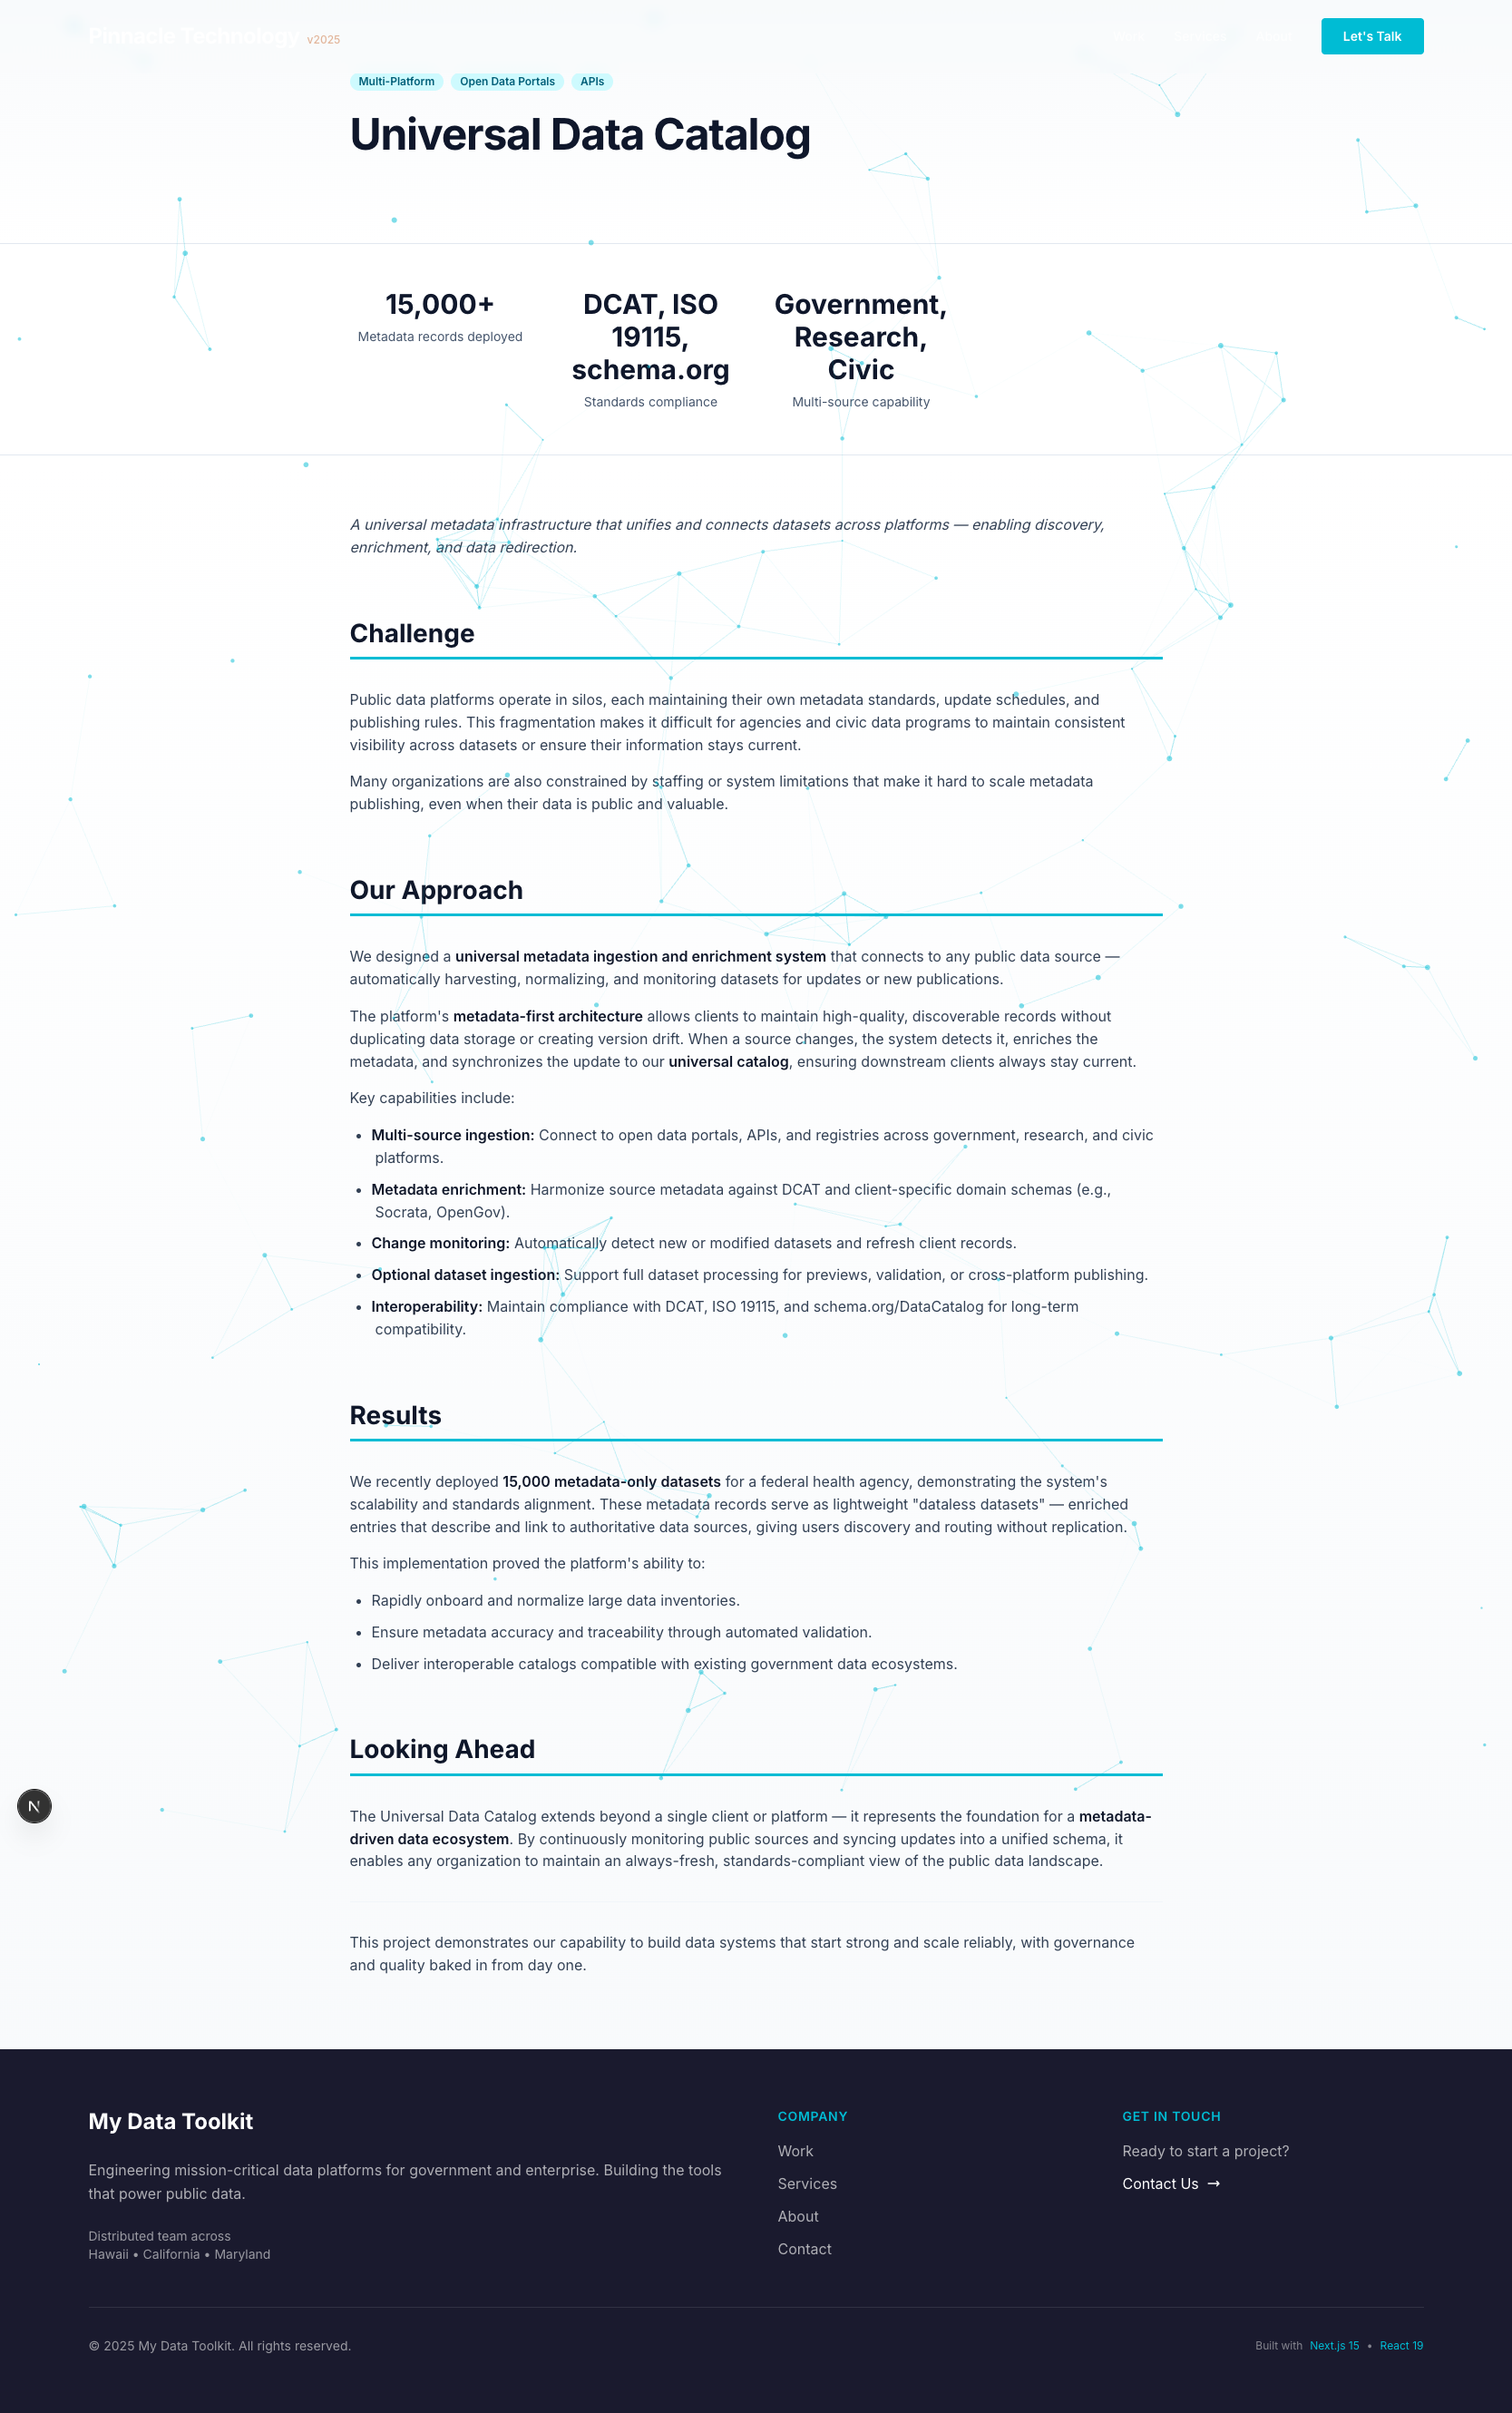 Pinnacle Technology v2025
Let's Talk
Multi-Platform Open Data Portals APIs
Universal Data Catalog
15,000+
Metadata records deployed
DCAT, ISO
19115,
schema.org
Standards compliance
Government,
Research,
Civic
Multi-source capability
A universal metadata infrastructure that unifies and connects datasets across platforms — enabling discovery,
enrichment, and data redirection.
Challenge
Public data platforms operate in silos, each maintaining their own metadata standards, update schedules, and
publishing rules. This fragmentation makes it difficult for agencies and civic data programs to maintain consistent
visibility across datasets or ensure their information stays current.
Many organizations are also constrained by staffing or system limitations that make it hard to scale metadata
publishing, even when their data is public and valuable.
Our Approach
We designed a universal metadata ingestion and enrichment system that connects to any public data source —
automatically harvesting, normalizing, and monitoring datasets for updates or new publications.
The platform's metadata-first architecture allows clients to maintain high-quality, discoverable records without
duplicating data storage or creating version drift. When a source changes, the system detects it, enriches the
metadata, and synchronizes the update to our universal catalog, ensuring downstream clients always stay current.
Key capabilities include:
• Multi-source ingestion: Connect to open data portals, APIs, and registries across government, research, and civic
platforms.
• Metadata enrichment: Harmonize source metadata against DCAT and client-specific domain schemas (e.g.,
Socrata, OpenGov).
• Change monitoring: Automatically detect new or modified datasets and refresh client records.
• Optional dataset ingestion: Support full dataset processing for previews, validation, or cross-platform publishing.
• Interoperability: Maintain compliance with DCAT, ISO 19115, and schema.org/DataCatalog for long-term
compatibility.
Results
We recently deployed 15,000 metadata-only datasets for a federal health agency, demonstrating the system's
scalability and standards alignment. These metadata records serve as lightweight "dataless datasets" — enriched
entries that describe and link to authoritative data sources, giving users discovery and routing without replication.
This implementation proved the platform's ability to:
• Rapidly onboard and normalize large data inventories.
• Ensure metadata accuracy and traceability through automated validation.
• Deliver interoperable catalogs compatible with existing government data ecosystems.
Looking Ahead
The Universal Data Catalog extends beyond a single client or platform — it represents the foundation for a metadata-
driven data ecosystem. By continuously monitoring public sources and syncing updates into a unified schema, it
enables any organization to maintain an always-fresh, standards-compliant view of the public data landscape.
This project demonstrates our capability to build data systems that start strong and scale reliably, with governance
and quality baked in from day one.
N
My Data Toolkit
Engineering mission-critical data platforms for government and enterprise. Building the tools
that power public data.
Distributed team across
Hawaii • California • Maryland
COMPANY
Work
Services
About
Contact
GET IN TOUCH
Ready to start a project?
Contact Us →
© 2025 My Data Toolkit. All rights reserved.
Built with Next.js 15 • React 19